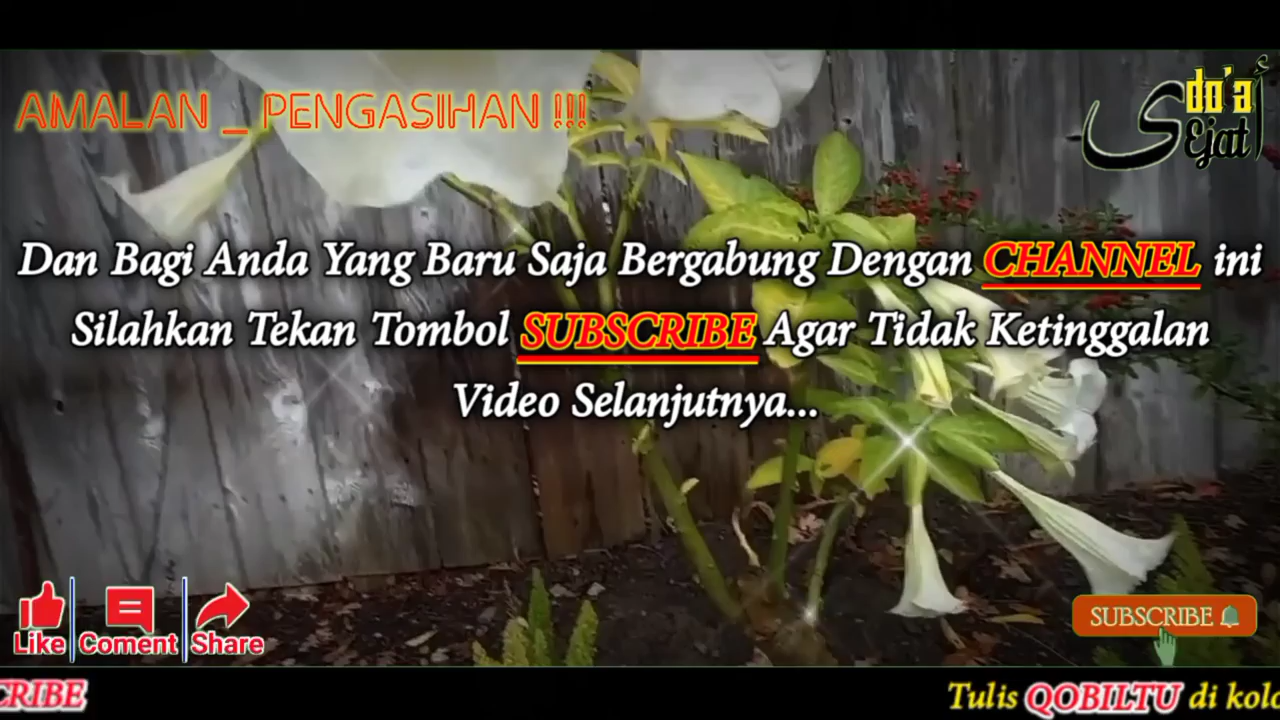 AMALAN _ PENGASIHAN !!!
do'a
Sejati
Dan Bagi Anda Yang Baru Saja Bergabung Dengan CHANNEL ini
Silahkan Tekan Tombol SUBSCRIBE Agar Tidak Ketinggalan
Video Selanjutnya...
Like Coment Share
SUBSCRIBE
CRIBE
Tulis QOBILTU di kolo